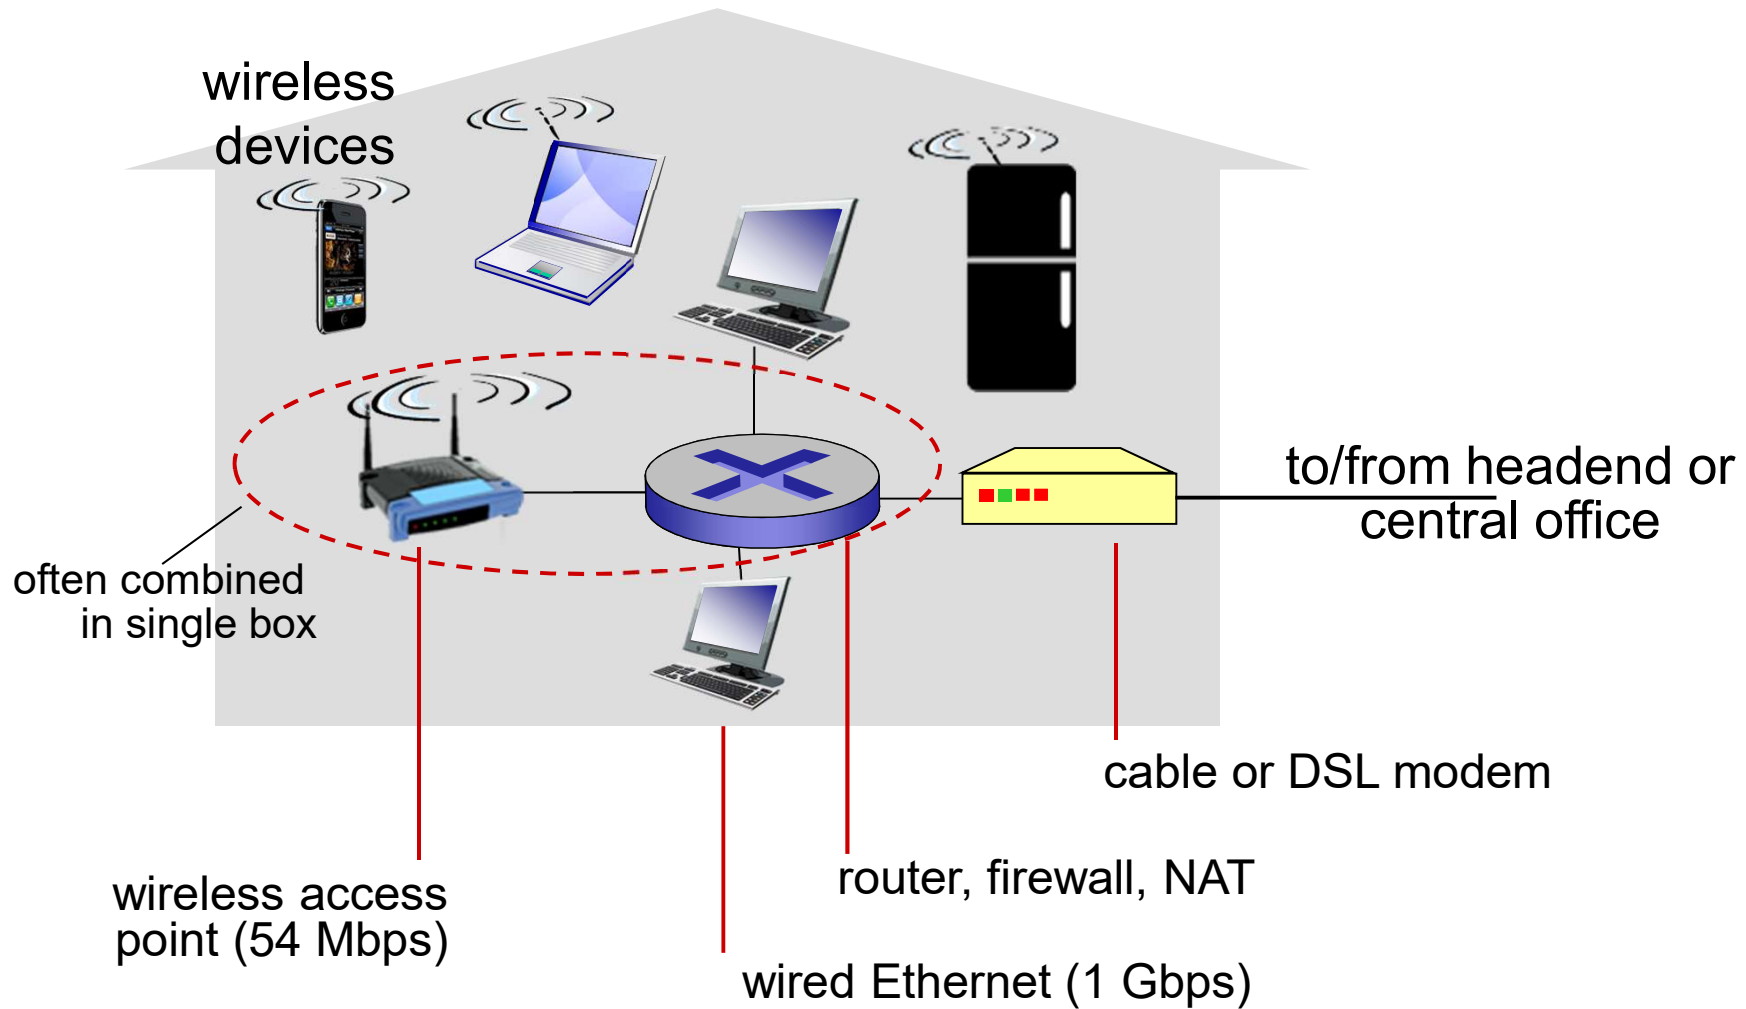 wireless
devices
to/from headend or
central office
often combined
in single box
cable or DSL modem
router, firewall, NAT
wireless access
point (54 Mbps)
wired Ethernet (1 Gbps)